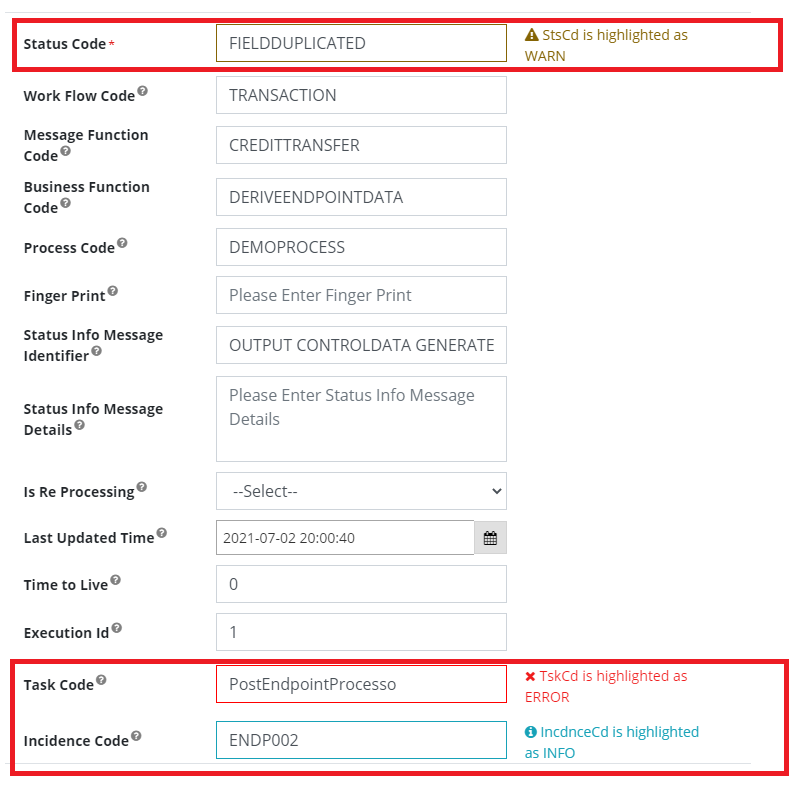 Status Code* FIELDDUPLICATED StsCd is highlighted as
WARN
Work Flow Code? TRANSACTION
Message Function
Code? CREDITTRANSFER
Business Function
Code? DERIVEENDPOINTDATA
Process Code? DEMOPROCESS
Finger Print? Please Enter Finger Print
Status Info Message
Identifier? OUTPUT CONTROLDATA GENERATE
Status Info Message
Details? Please Enter Status Info Message
Details
Is Re Processing? --Select--
Last Updated Time? 2021-07-02 20:00:40
Time to Live? 0
Execution Id? 1
Task Code? PostEndpointProcesso TskCd is highlighted as
ERROR
Incidence Code? ENDP002 IncdnceCd is highlighted
as INFO